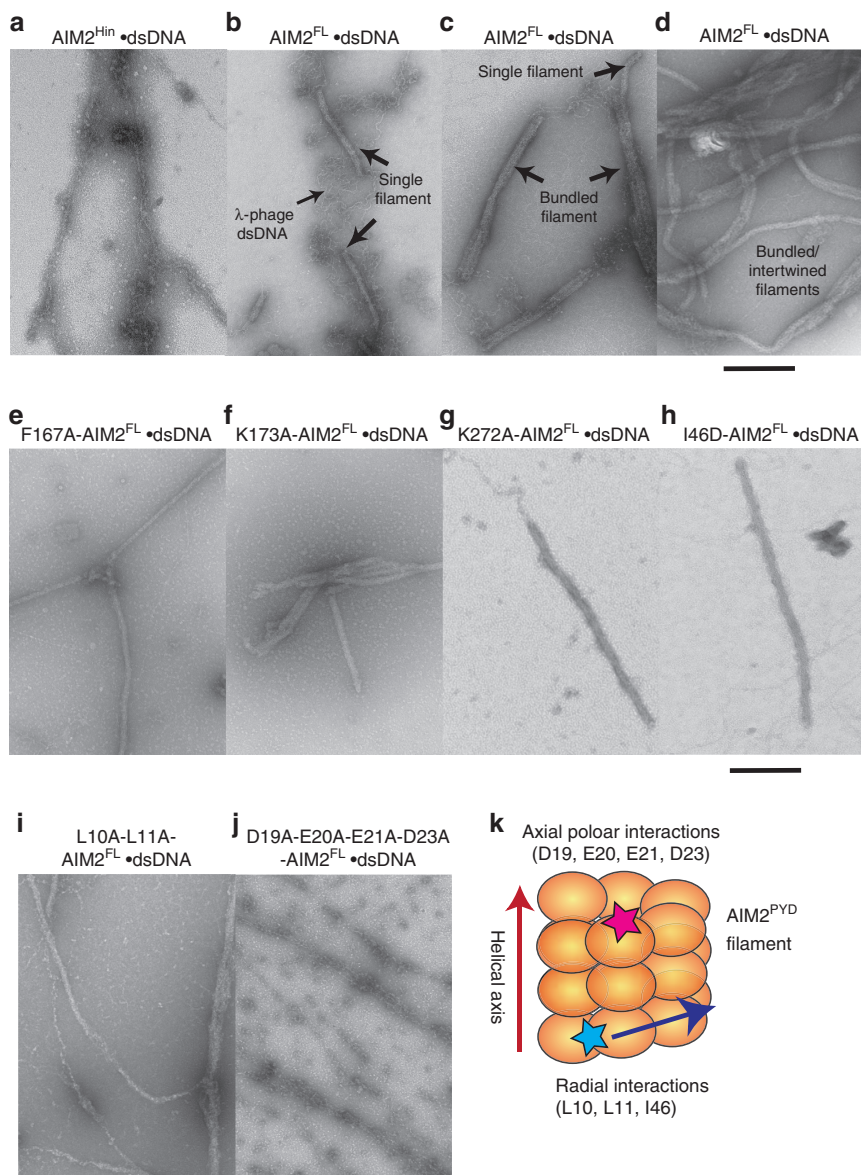 a
AIM2Hin •dsDNA
b
AIM2FL •dsDNA
Single
filament
λ-phage
dsDNA
c
AIM2FL •dsDNA
Single filament
Bundled
filament
d
AIM2FL •dsDNA
Bundled/
intertwined
filaments
e
F167A-AIM2FL •dsDNA
f
K173A-AIM2FL •dsDNA
g
K272A-AIM2FL •dsDNA
h
I46D-AIM2FL •dsDNA
i
L10A-L11A-
AIM2FL •dsDNA
j
D19A-E20A-E21A-D23A
-AIM2FL •dsDNA
k
Axial poloar interactions
(D19, E20, E21, D23)
Helical axis
AIM2PYD
filament
Radial interactions
(L10, L11, I46)